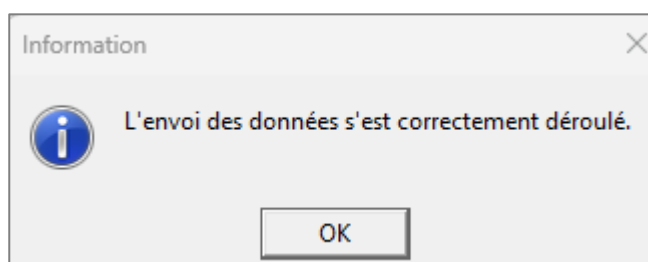 Information
L'envoi des données s'est correctement déroulé.
OK